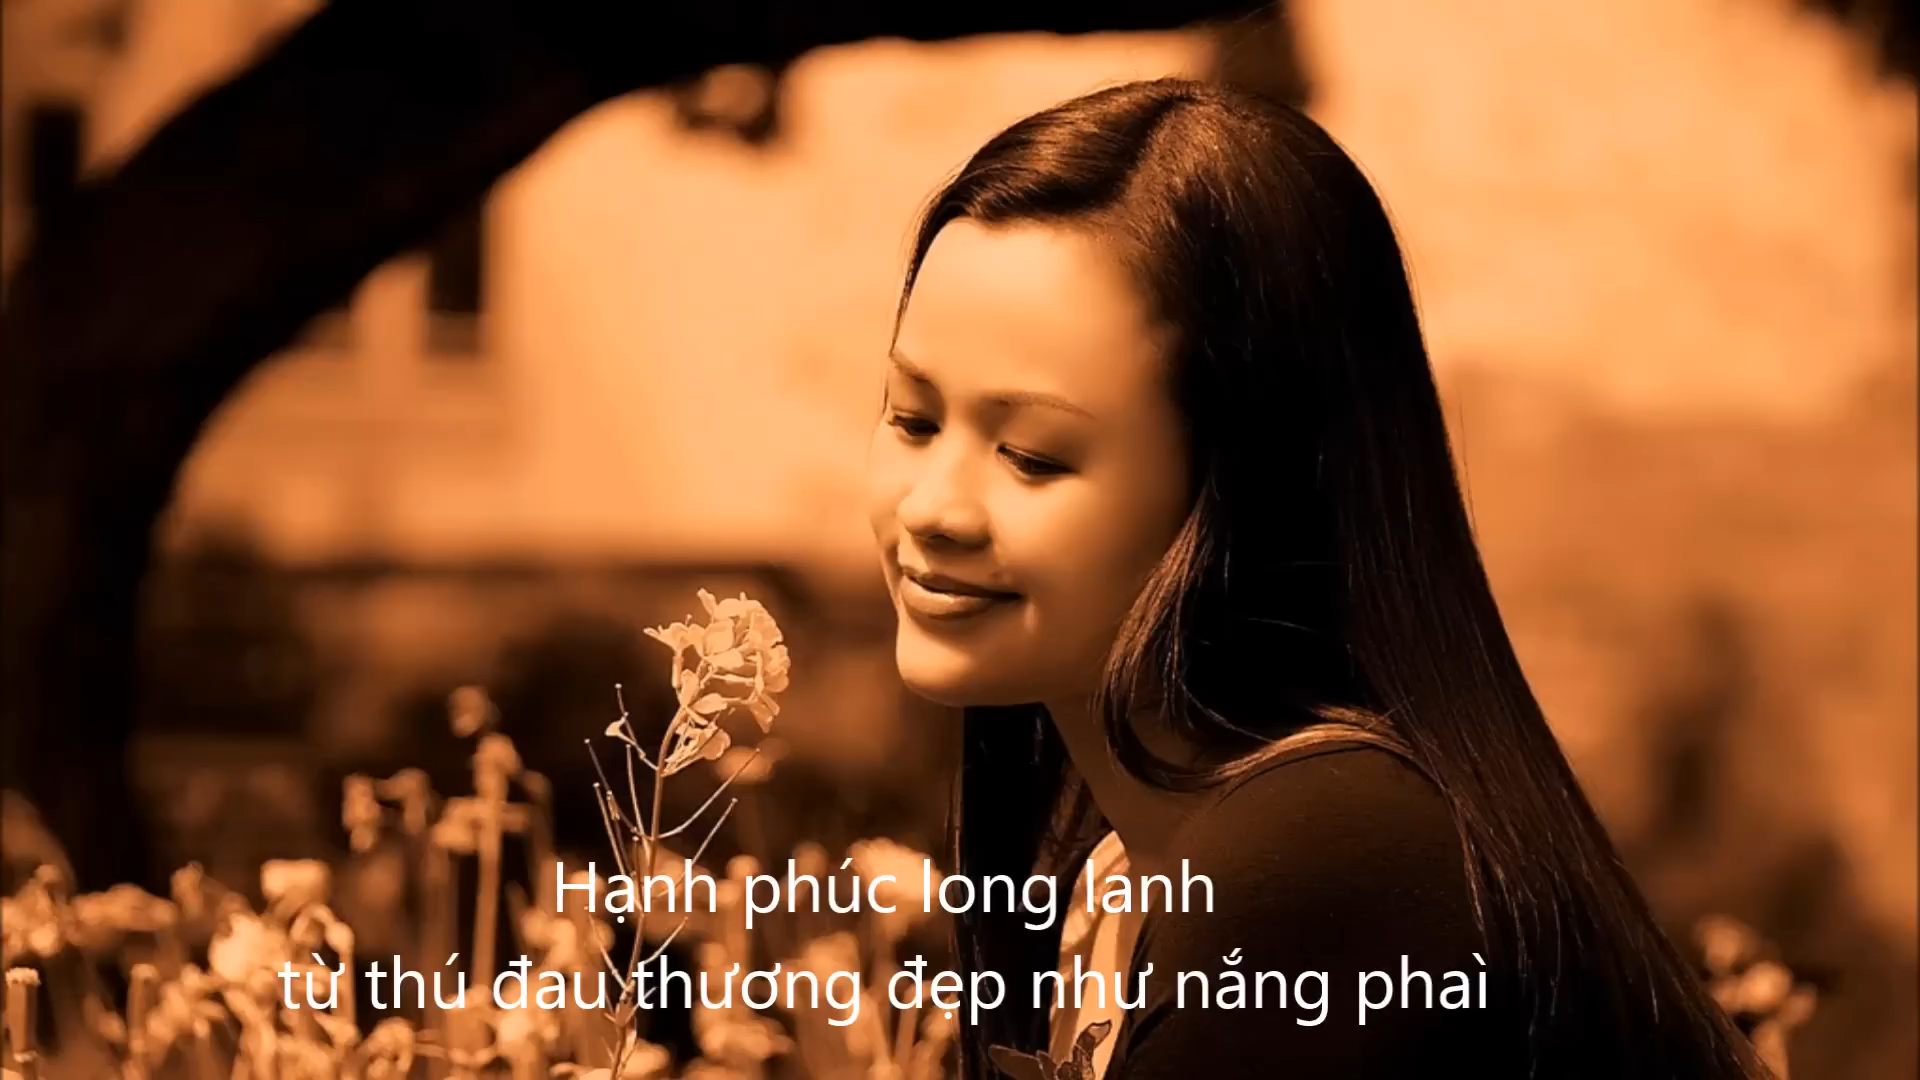 Hạnh phúc long lanh
từ thú đau thương đẹp như nắng phaì